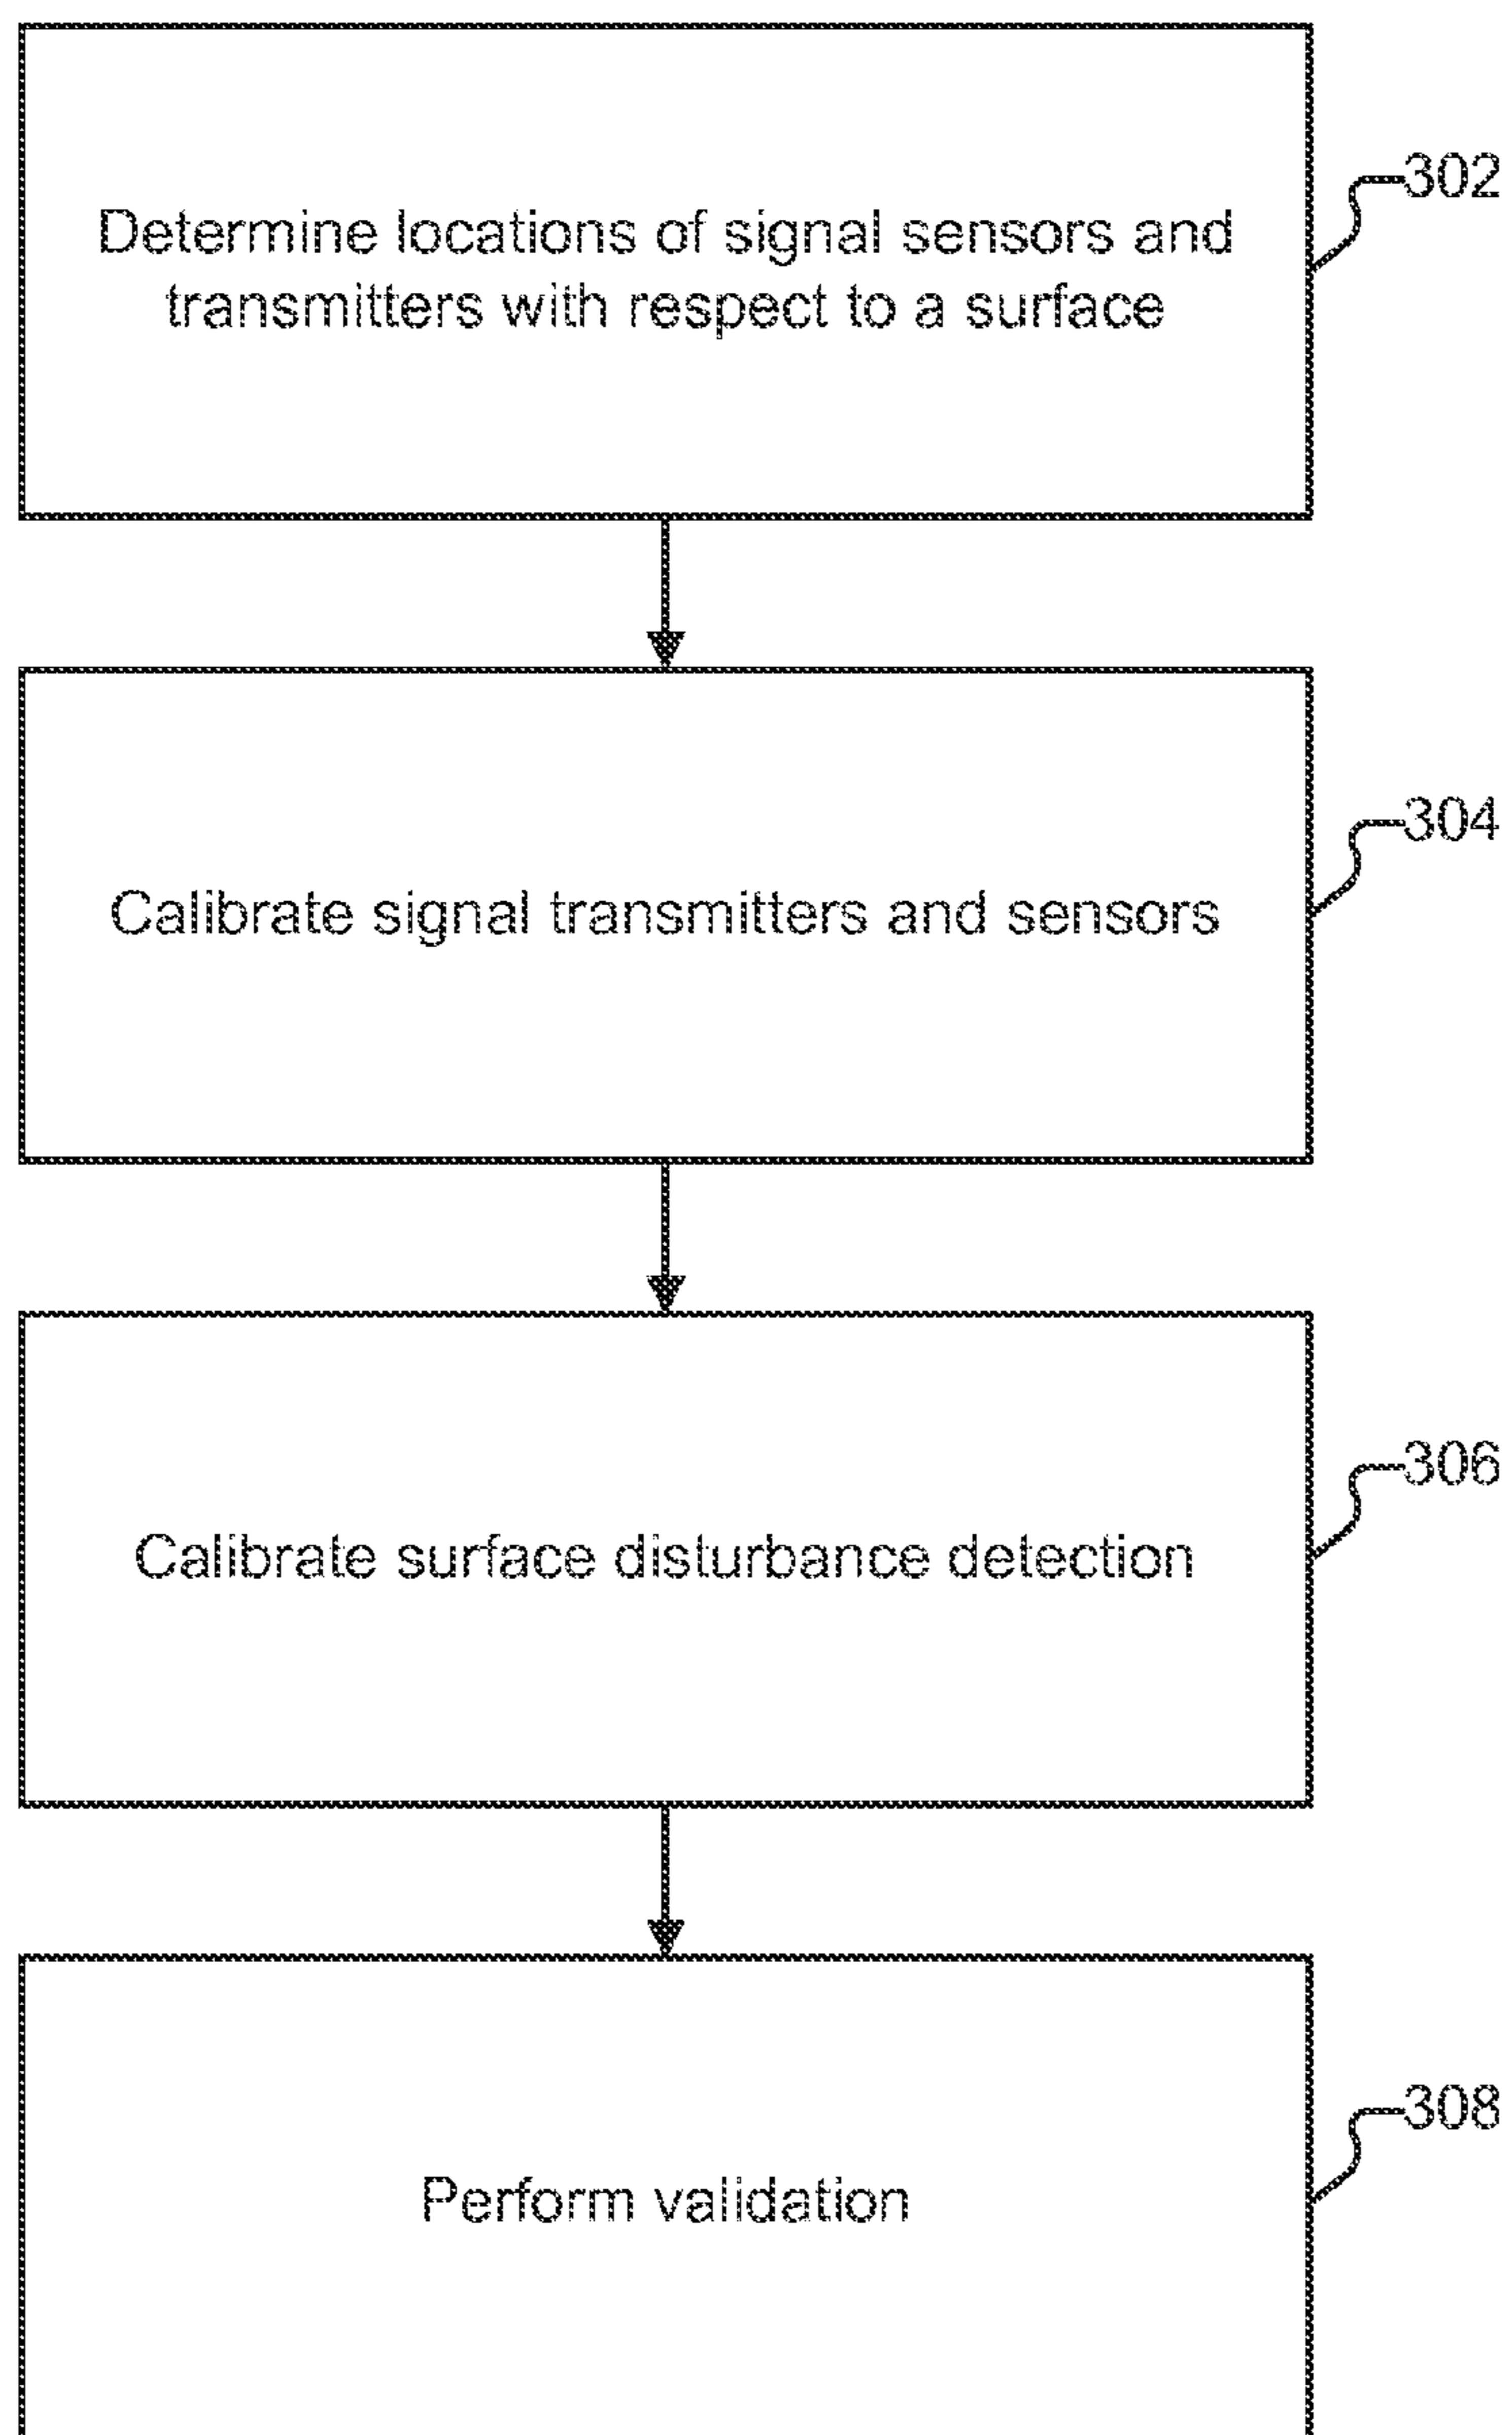 Determine locations of signal sensors and
transmitters with respect to a surface
302
Calibrate signal transmitters and sensors
304
Calibrate surface disturbance detection
306
Perform validation
308